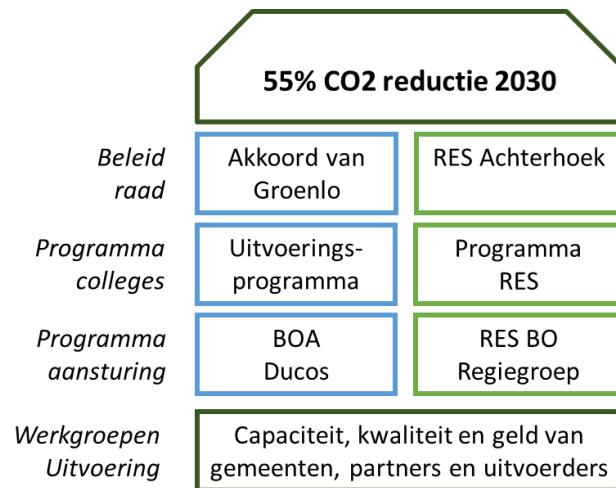 55% CO2 reductie 2030
Beleid
raad
Akkoord van
Groenlo
RES Achterhoek
Programma
colleges
Uitvoerings-
programma
Programma
RES
Programma
aansturing
BOA
Ducos
RES BO
Regiegroep
Werkgroepen
Uitvoering
Capaciteit, kwaliteit en geld van
gemeenten, partners en uitvoerders